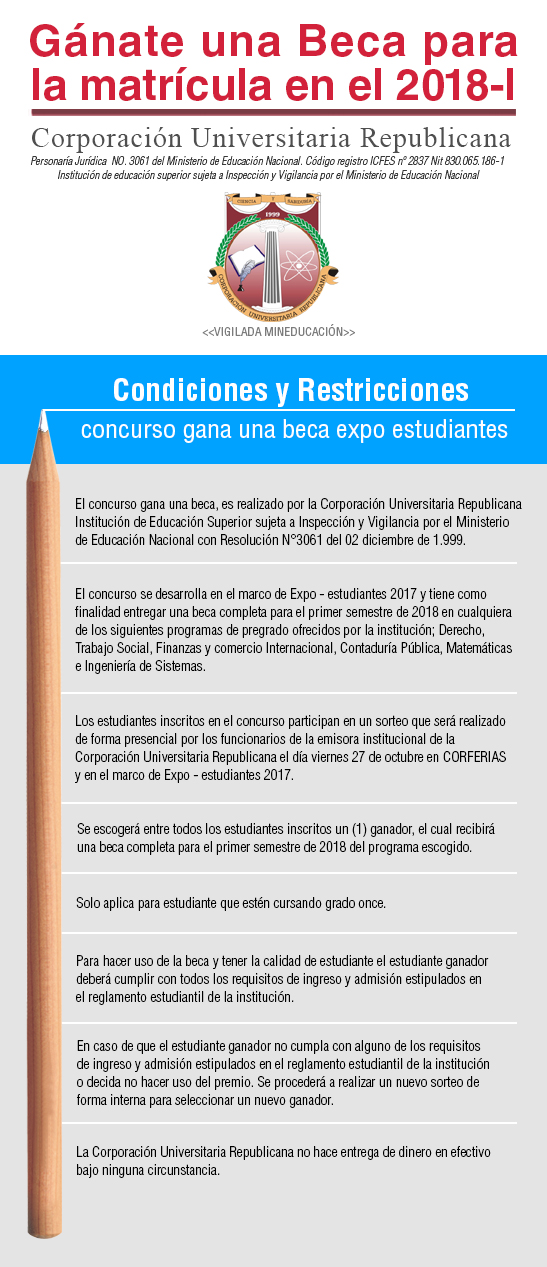 Gánate una Beca para
la matrícula en el 2018-I
Corporación Universitaria Republicana
Personaría Jurídica NO. 3061 del Ministerio de Educación Nacional. Código registro ICFES nº 2837 Nit 830.065.186-1
Institución de educación superior sujeta a Inspección y Vigilancia por el Ministerio de Educación Nacional
CIENCIA Y SABIDURIA
1999
CORPORACIÓN UNIVERSITARIA REPUBLICANA
<<VIGILADA MINEDUCACIÓN>>
Condiciones y Restricciones
concurso gana una beca expo estudiantes
El concurso gana una beca, es realizado por la Corporación Universitaria Republicana
Institución de Educación Superior sujeta a Inspección y Vigilancia por el Ministerio
de Educación Nacional con Resolución N°3061 del 02 diciembre de 1.999.
El concurso se desarrolla en el marco de Expo - estudiantes 2017 y tiene como
finalidad entregar una beca completa para el primer semestre de 2018 en cualquiera
de los siguientes programas de pregrado ofrecidos por la institución; Derecho,
Trabajo Social, Finanzas y comercio Internacional, Contaduría Pública, Matemáticas
e Ingeniería de Sistemas.
Los estudiantes inscritos en el concurso participan en un sorteo que será realizado
de forma presencial por los funcionarios de la emisora institucional de la
Corporación Universitaria Republicana el día viernes 27 de octubre en CORFERIAS
y en el marco de Expo - estudiantes 2017.
Se escogerá entre todos los estudiantes inscritos un (1) ganador, el cual recibirá
una beca completa para el primer semestre de 2018 del programa escogido.
Solo aplica para estudiante que estén cursando grado once.
Para hacer uso de la beca y tener la calidad de estudiante el estudiante ganador
deberá cumplir con todos los requisitos de ingreso y admisión estipulados en
el reglamento estudiantil de la institución.
En caso de que el estudiante ganador no cumpla con alguno de los requisitos
de ingreso y admisión estipulados en el reglamento estudiantil de la institución
o decida no hacer uso del premio. Se procederá a realizar un nuevo sorteo de
forma interna para seleccionar un nuevo ganador.
La Corporación Universitaria Republicana no hace entrega de dinero en efectivo
bajo ninguna circunstancia.